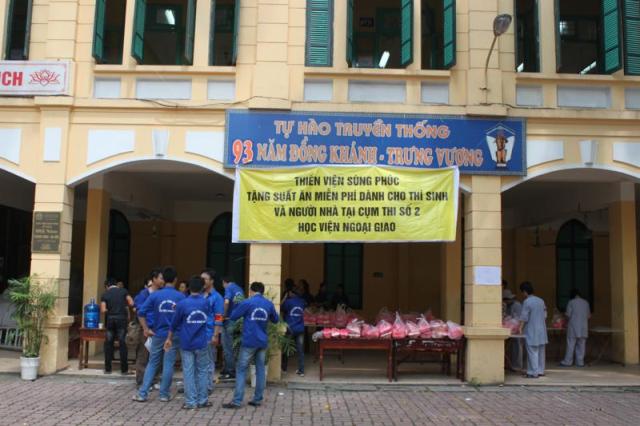 ỊCH
TỰ HÀO TRUYỀN THỐNG
93 NĂM ĐỒNG KHÁNH - TRƯNG VƯƠNG
THIỀN VIỆN SÙNG PHÚC
TẶNG SUẤT ĂN MIỄN PHÍ DÀNH CHO THÍ SINH
VÀ NGƯỜI NHÀ TẠI CỤM THI SỐ 2
HỌC VIỆN NGOẠI GIAO